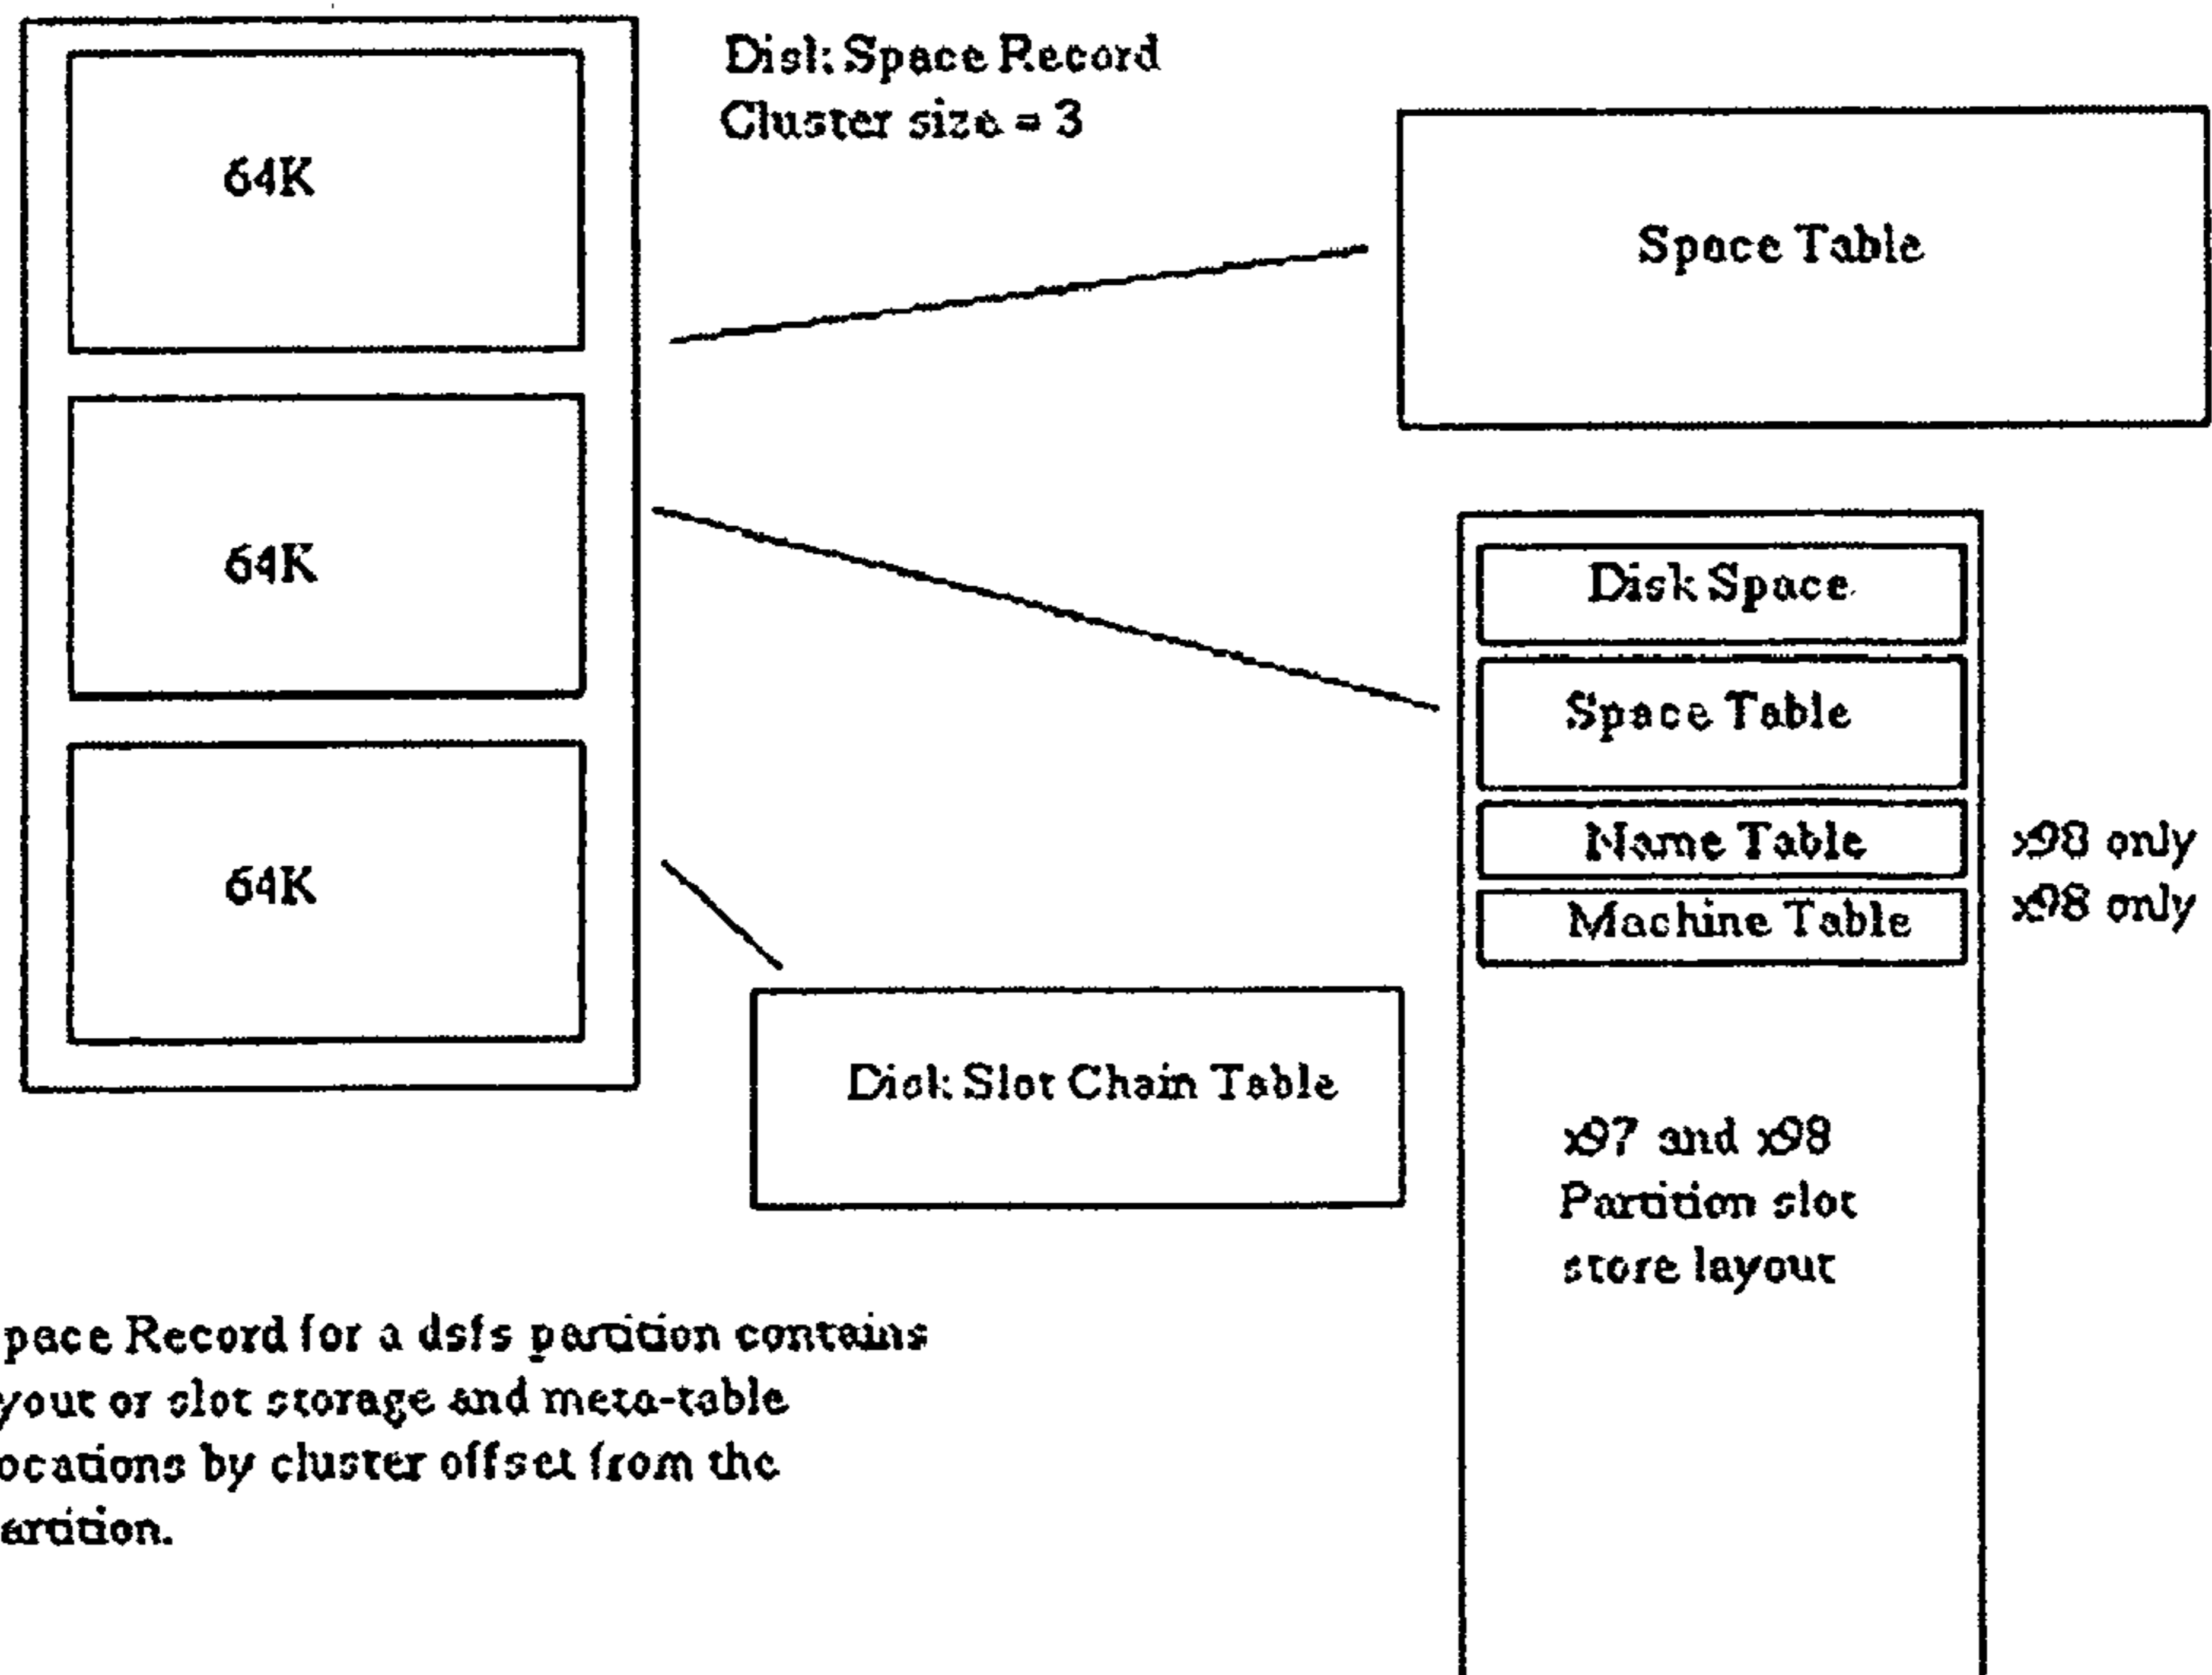 Disk Space Record
Cluster size = 3
64K
64K
64K
Space Table
Disk Space
Space Table
Name Table
x98 only
Machine Table
x98 only
Disk Slot Chain Table
x97 and x98
Partition slot
store layout
pace Record for a dsfs partition contains
yout or slot storage and meta-table
ocations by cluster offset from the
artition.